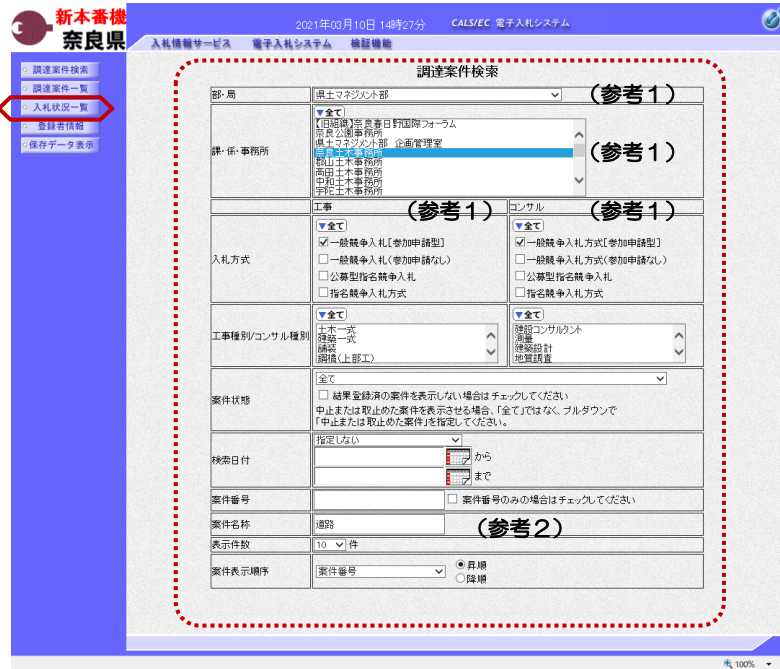 新本番機
奈良県
2021年03月10日 14時27分 CALS/EC 電子入札システム
入札情報サービス 電子入札システム 検証機能
調達案件検索
調達案件一覧
入札状況一覧
登録者情報
保存データ表示
調達案件検索
部・局 県土マネジメント部 (参考1)
課・係・事務所
▼全て
【旧組織】奈良春日野国際フォーラム
奈良公園事務所
県土マネジメント部 企画管理室
奈良土木事務所
郡山土木事務所
高田土木事務所
中和土木事務所
宇陀土木事務所
(参考1)
工事 (参考1) コンサル (参考1)
入札方式
▼全て ▼全て
一般競争入札[参加申請型] 一般競争入札方式[参加申請型]
一般競争入札(参加申請なし) 一般競争入札方式(参加申請なし)
公募型指名競争入札 公募型指名競争入札
指名競争入札方式 指名競争入札方式
工事種別/コンサル種別
▼全て ▼全て
土木一式 建設コンサルタント
建築一式 測量
舗装 建築設計
鋼橋(上部工) 地質調査
案件状態
全て
結果登録済の案件を表示しない場合はチェックしてください
中止または取止めた案件を表示させる場合、「全て」ではなく、プルダウンで
「中止または取止めた案件」を指定してください。
検索日付
指定しない
から
まで
案件番号 案件番号のみの場合はチェックしてください
案件名称 道路 (参考2)
表示件数 10 件
案件表示順序 案件番号 昇順
降順
100%